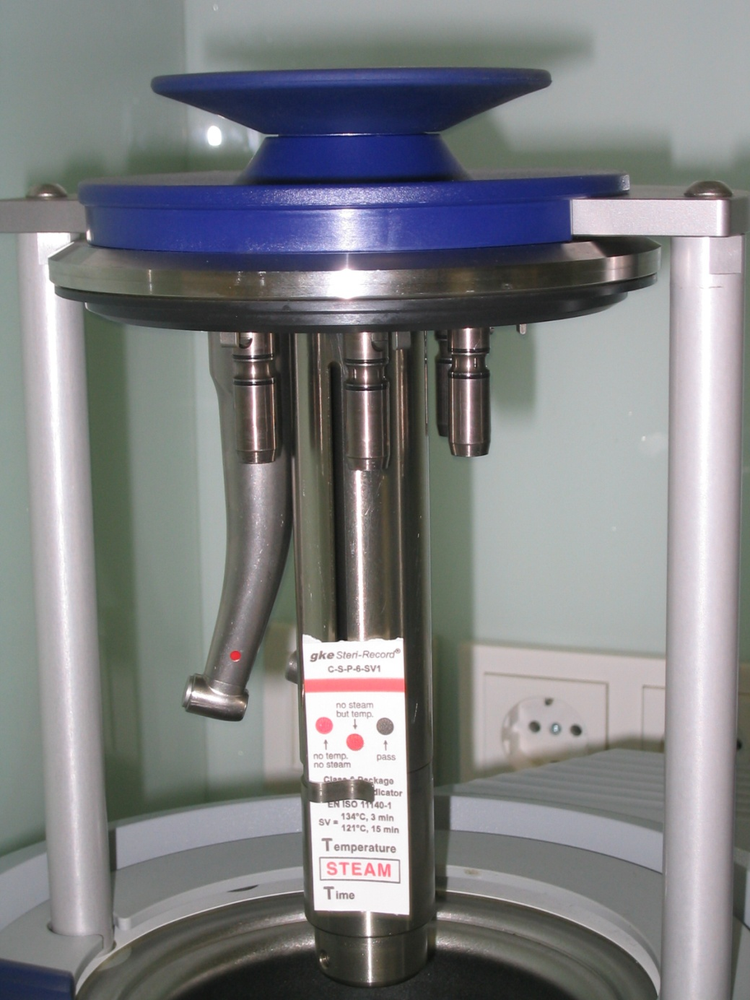 gke Steri-Record®
C-S-P-6-SV1
no steam
but temp.
no temp.
no steam
pass
Package
EN ISO 11140-1
SV = 134°C, 3 min
121°C, 15 min
Temperature
STEAM
Time